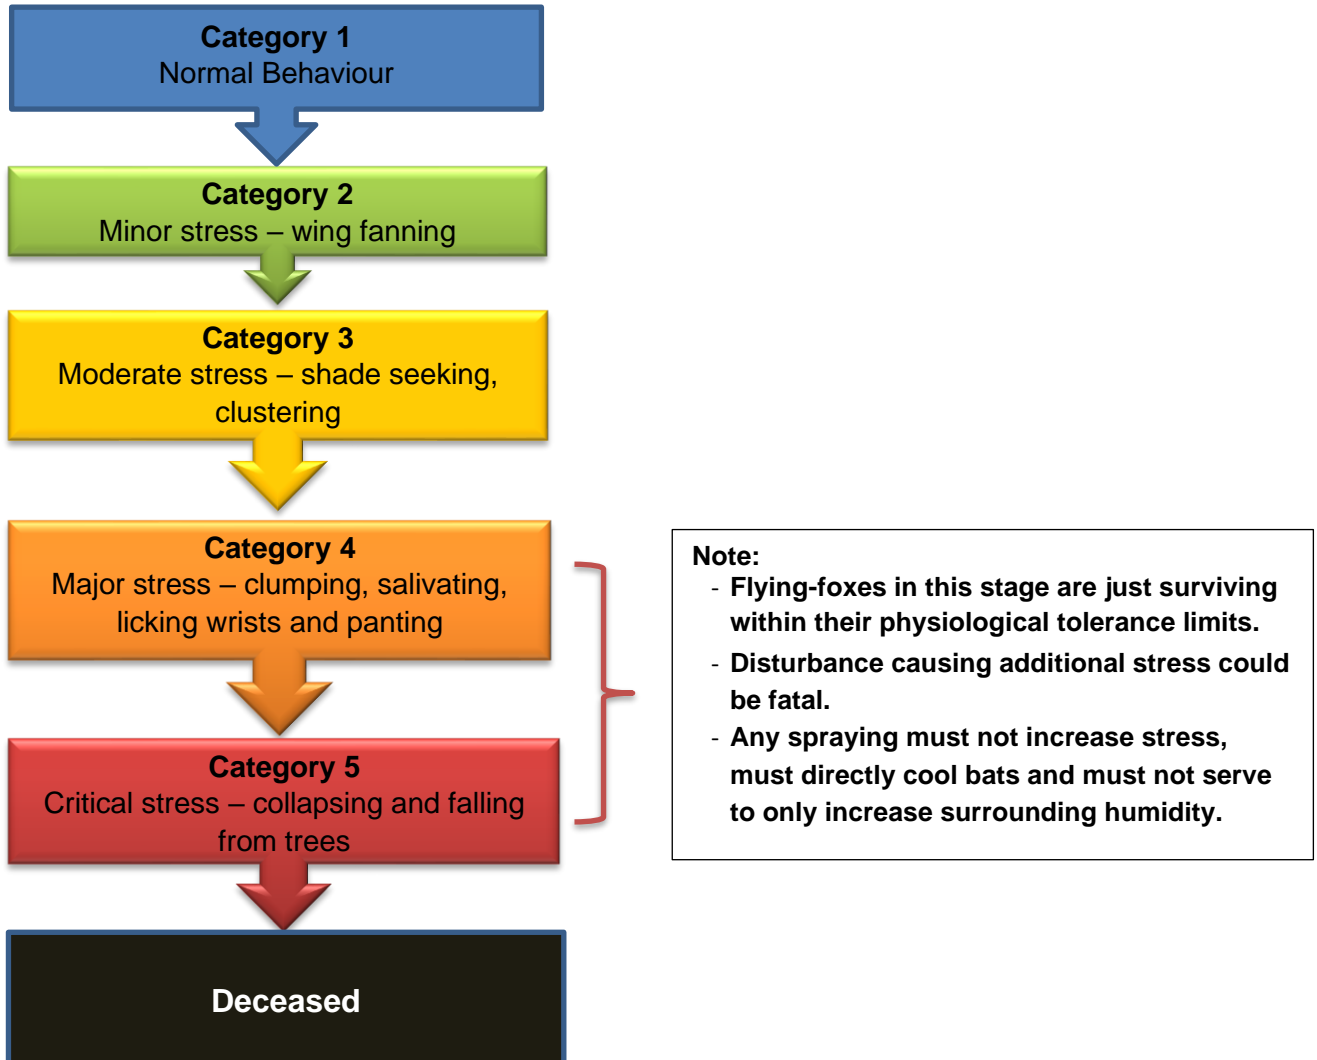 Category 1
Normal Behaviour
Category 2
Minor stress – wing fanning
Category 3
Moderate stress – shade seeking,
clustering
Category 4
Major stress – clumping, salivating,
licking wrists and panting
Category 5
Critical stress – collapsing and falling
from trees
Deceased
Note:
- Flying-foxes in this stage are just surviving
within their physiological tolerance limits.
- Disturbance causing additional stress could
be fatal.
- Any spraying must not increase stress,
must directly cool bats and must not serve
to only increase surrounding humidity.